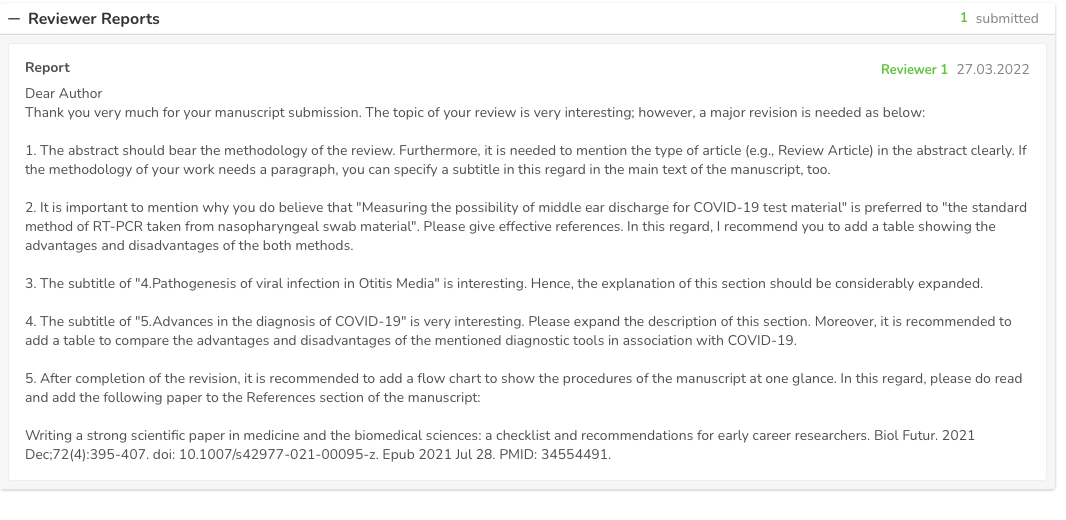 Reviewer Reports
1 submitted
Report
Reviewer 1 27.03.2022
Dear Author
Thank you very much for your manuscript submission. The topic of your review is very interesting; however, a major revision is needed as below:
1. The abstract should bear the methodology of the review. Furthermore, it is needed to mention the type of article (e.g., Review Article) in the abstract clearly. If
the methodology of your work needs a paragraph, you can specify a subtitle in this regard in the main text of the manuscript, too.
2. It is important to mention why you do believe that "Measuring the possibility of middle ear discharge for COVID-19 test material" is preferred to "the standard
method of RT-PCR taken from nasopharyngeal swab material". Please give effective references. In this regard, I recommend you to add a table showing the
advantages and disadvantages of the both methods.
3. The subtitle of "4.Pathogenesis of viral infection in Otitis Media" is interesting. Hence, the explanation of this section should be considerably expanded.
4. The subtitle of "5.Advances in the diagnosis of COVID-19" is very interesting. Please expand the description of this section. Moreover, it is recommended to
add a table to compare the advantages and disadvantages of the mentioned diagnostic tools in association with COVID-19.
5. After completion of the revision, it is recommended to add a flow chart to show the procedures of the manuscript at one glance. In this regard, please do read
and add the following paper to the References section of the manuscript:
Writing a strong scientific paper in medicine and the biomedical sciences: a checklist and recommendations for early career researchers. Biol Futur. 2021
Dec;72(4):395-407. doi: 10.1007/s42977-021-00095-z. Epub 2021 Jul 28. PMID: 34554491.